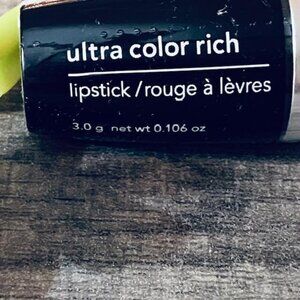 ultra color rich
lipstick/rouge à lèvres
3.0 g net wt 0.106 oz